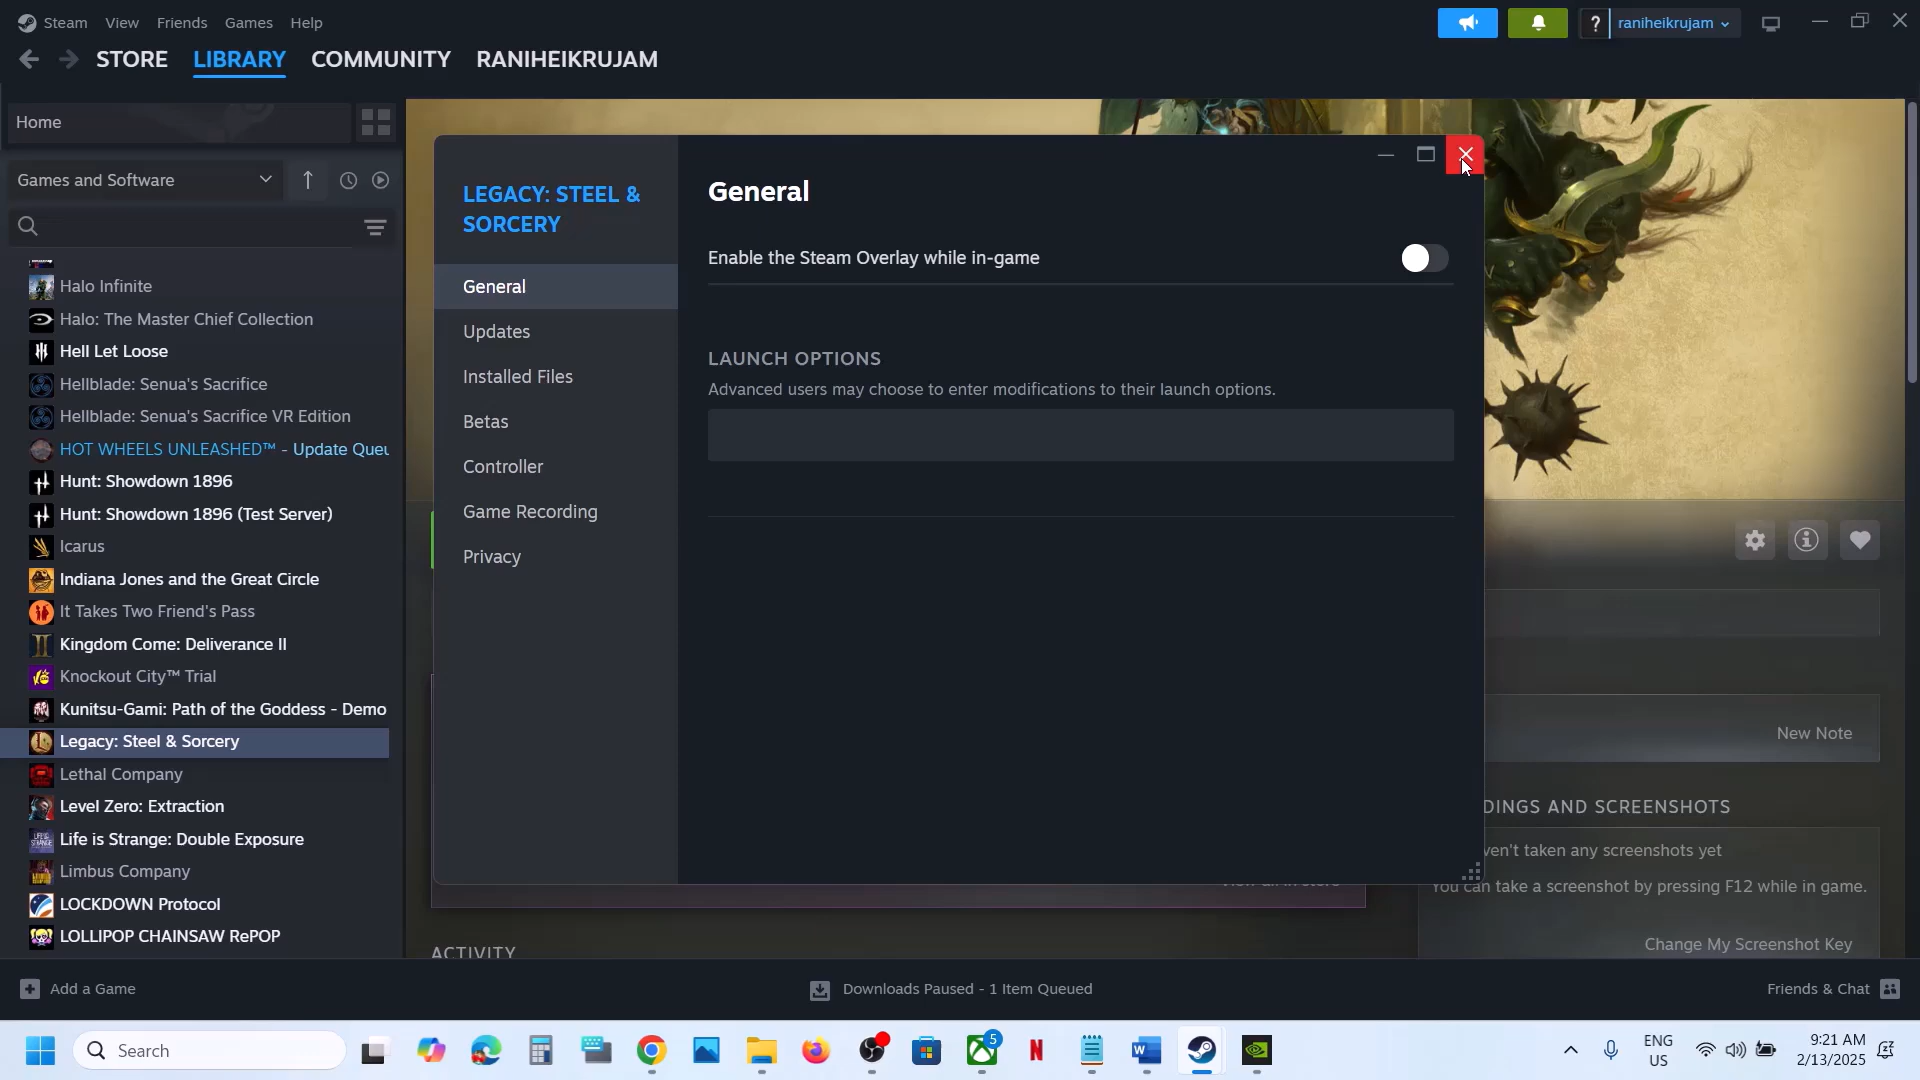 Steam View Friends Games Help
raniheikrujam
STORE LIBRARY COMMUNITY RANIHEIKRUJAM
Home
Games and Software
Halo Infinite
Halo: The Master Chief Collection
Hell Let Loose
Hellblade: Senua's Sacrifice
Hellblade: Senua's Sacrifice VR Edition
HOT WHEELS UNLEASHED™ - Update Queu
Hunt: Showdown 1896
Hunt: Showdown 1896 (Test Server)
Icarus
Indiana Jones and the Great Circle
It Takes Two Friend's Pass
Kingdom Come: Deliverance II
Knockout City™ Trial
Kunitsu-Gami: Path of the Goddess - Demo
Legacy: Steel & Sorcery
Lethal Company
Level Zero: Extraction
Life is Strange: Double Exposure
Limbus Company
LOCKDOWN Protocol
LOLLIPOP CHAINSAW RePOP
LEGACY: STEEL &
SORCERY
General
Updates
Installed Files
Betas
Controller
Game Recording
Privacy
General
Enable the Steam Overlay while in-game
LAUNCH OPTIONS
Advanced users may choose to enter modifications to their launch options.
New Note
DINGS AND SCREENSHOTS
ven't taken any screenshots yet
You can take a screenshot by pressing F12 while in game.
Change My Screenshot Key
ACTIVITY
Add a Game
Downloads Paused - 1 Item Queued
Friends & Chat
Search
5
ENG
US
9:21 AM
2/13/2025